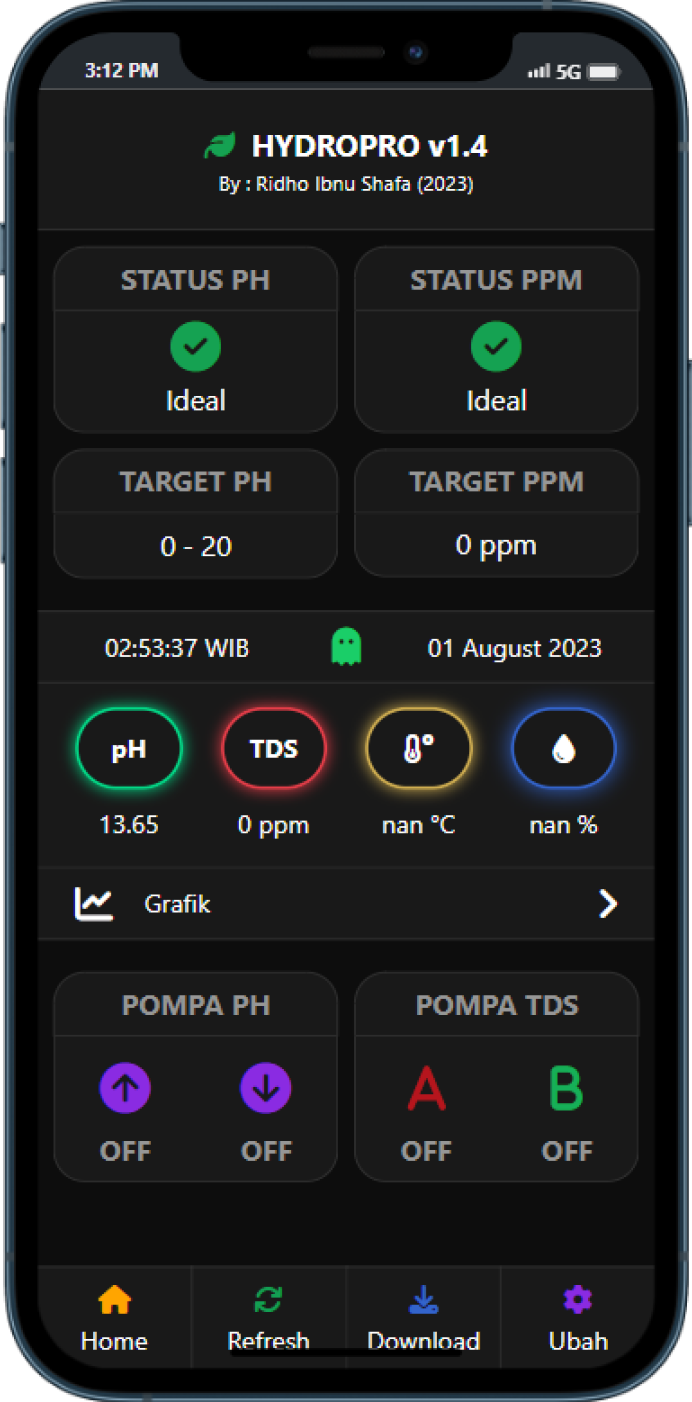 3:12 PM 5G
HYDROPRO v1.4
By : Ridho Ibnu Shafa (2023)
STATUS PH STATUS PPM
Ideal Ideal
TARGET PH TARGET PPM
0 - 20 0 ppm
02:53:37 WIB 01 August 2023
pH TDS °
13.65 0 ppm nan °C nan %
Grafik
POMPA PH POMPA TDS
A B
OFF OFF OFF OFF
Home Refresh Download Ubah